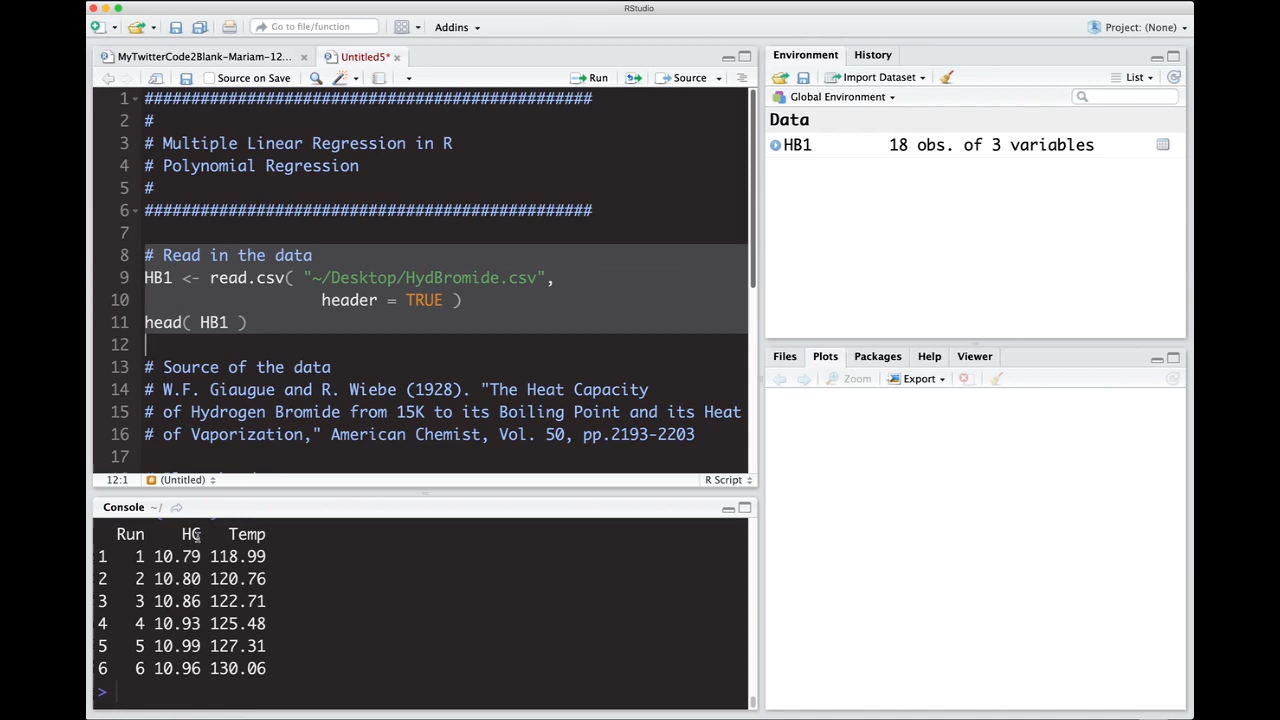 RStudio
Go to file/function
Addins
Project: (None)
MyTwitterCode2Blank-Mariam-12...
Untitled5*
Source on Save
Run
Source
1 ################################################
2 #
3 # Multiple Linear Regression in R
4 # Polynomial Regression
5 #
6 ################################################
7
8 # Read in the data
9 HB1 <- read.csv( "~/Desktop/HydBromide.csv",
10 header = TRUE )
11 head( HB1 )
12
13 # Source of the data
14 # W.F. Giaugue and R. Wiebe (1928). "The Heat Capacity
15 # of Hydrogen Bromide from 15K to its Boiling Point and its Heat
16 # of Vaporization," American Chemist, Vol. 50, pp.2193-2203
17
12:1
(Untitled)
R Script
Console ~/
Run HC Temp
1 1 10.79 118.99
2 2 10.80 120.76
3 3 10.86 122.71
4 4 10.93 125.48
5 5 10.99 127.31
6 6 10.96 130.06
>
Environment History
Import Dataset
List
Global Environment
Data
HB1 18 obs. of 3 variables
Files Plots Packages Help Viewer
Zoom Export